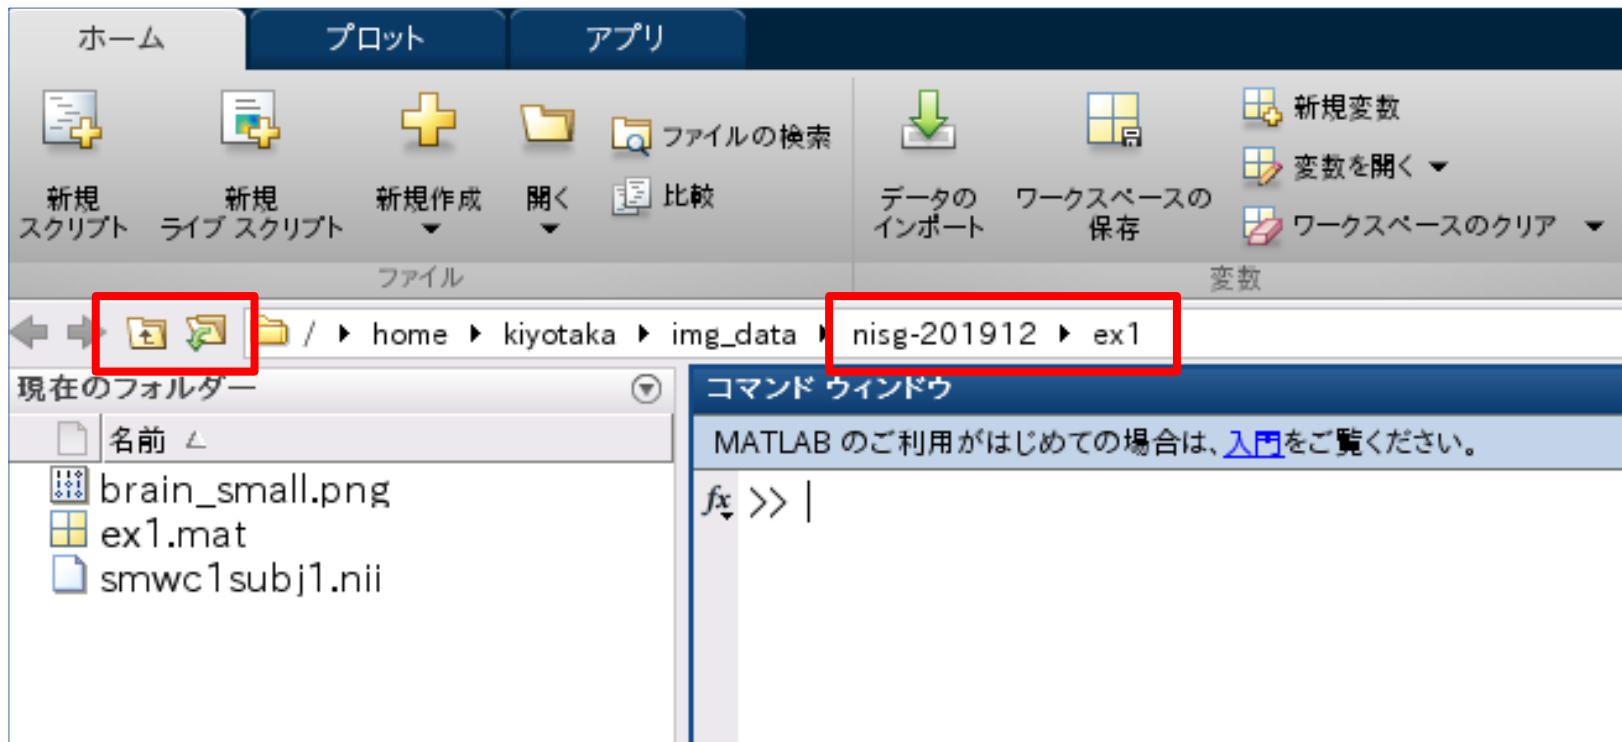 ホーム プロット アプリ
新規
スクリプト
新規
ライブ スクリプト
新規作成
開く
ファイルの検索
比較
データの
インポート
ワークスペースの
保存
新規変数
変数を開く
ワークスペースのクリア
ファイル
変数
/ home kiyotaka img_data nisg-201912 ex1
現在のフォルダー
名前
brain_small.png
ex1.mat
smwc1subj1.nii
コマンド ウィンドウ
MATLAB のご利用がはじめての場合は、入門をご覧ください。
fx >>